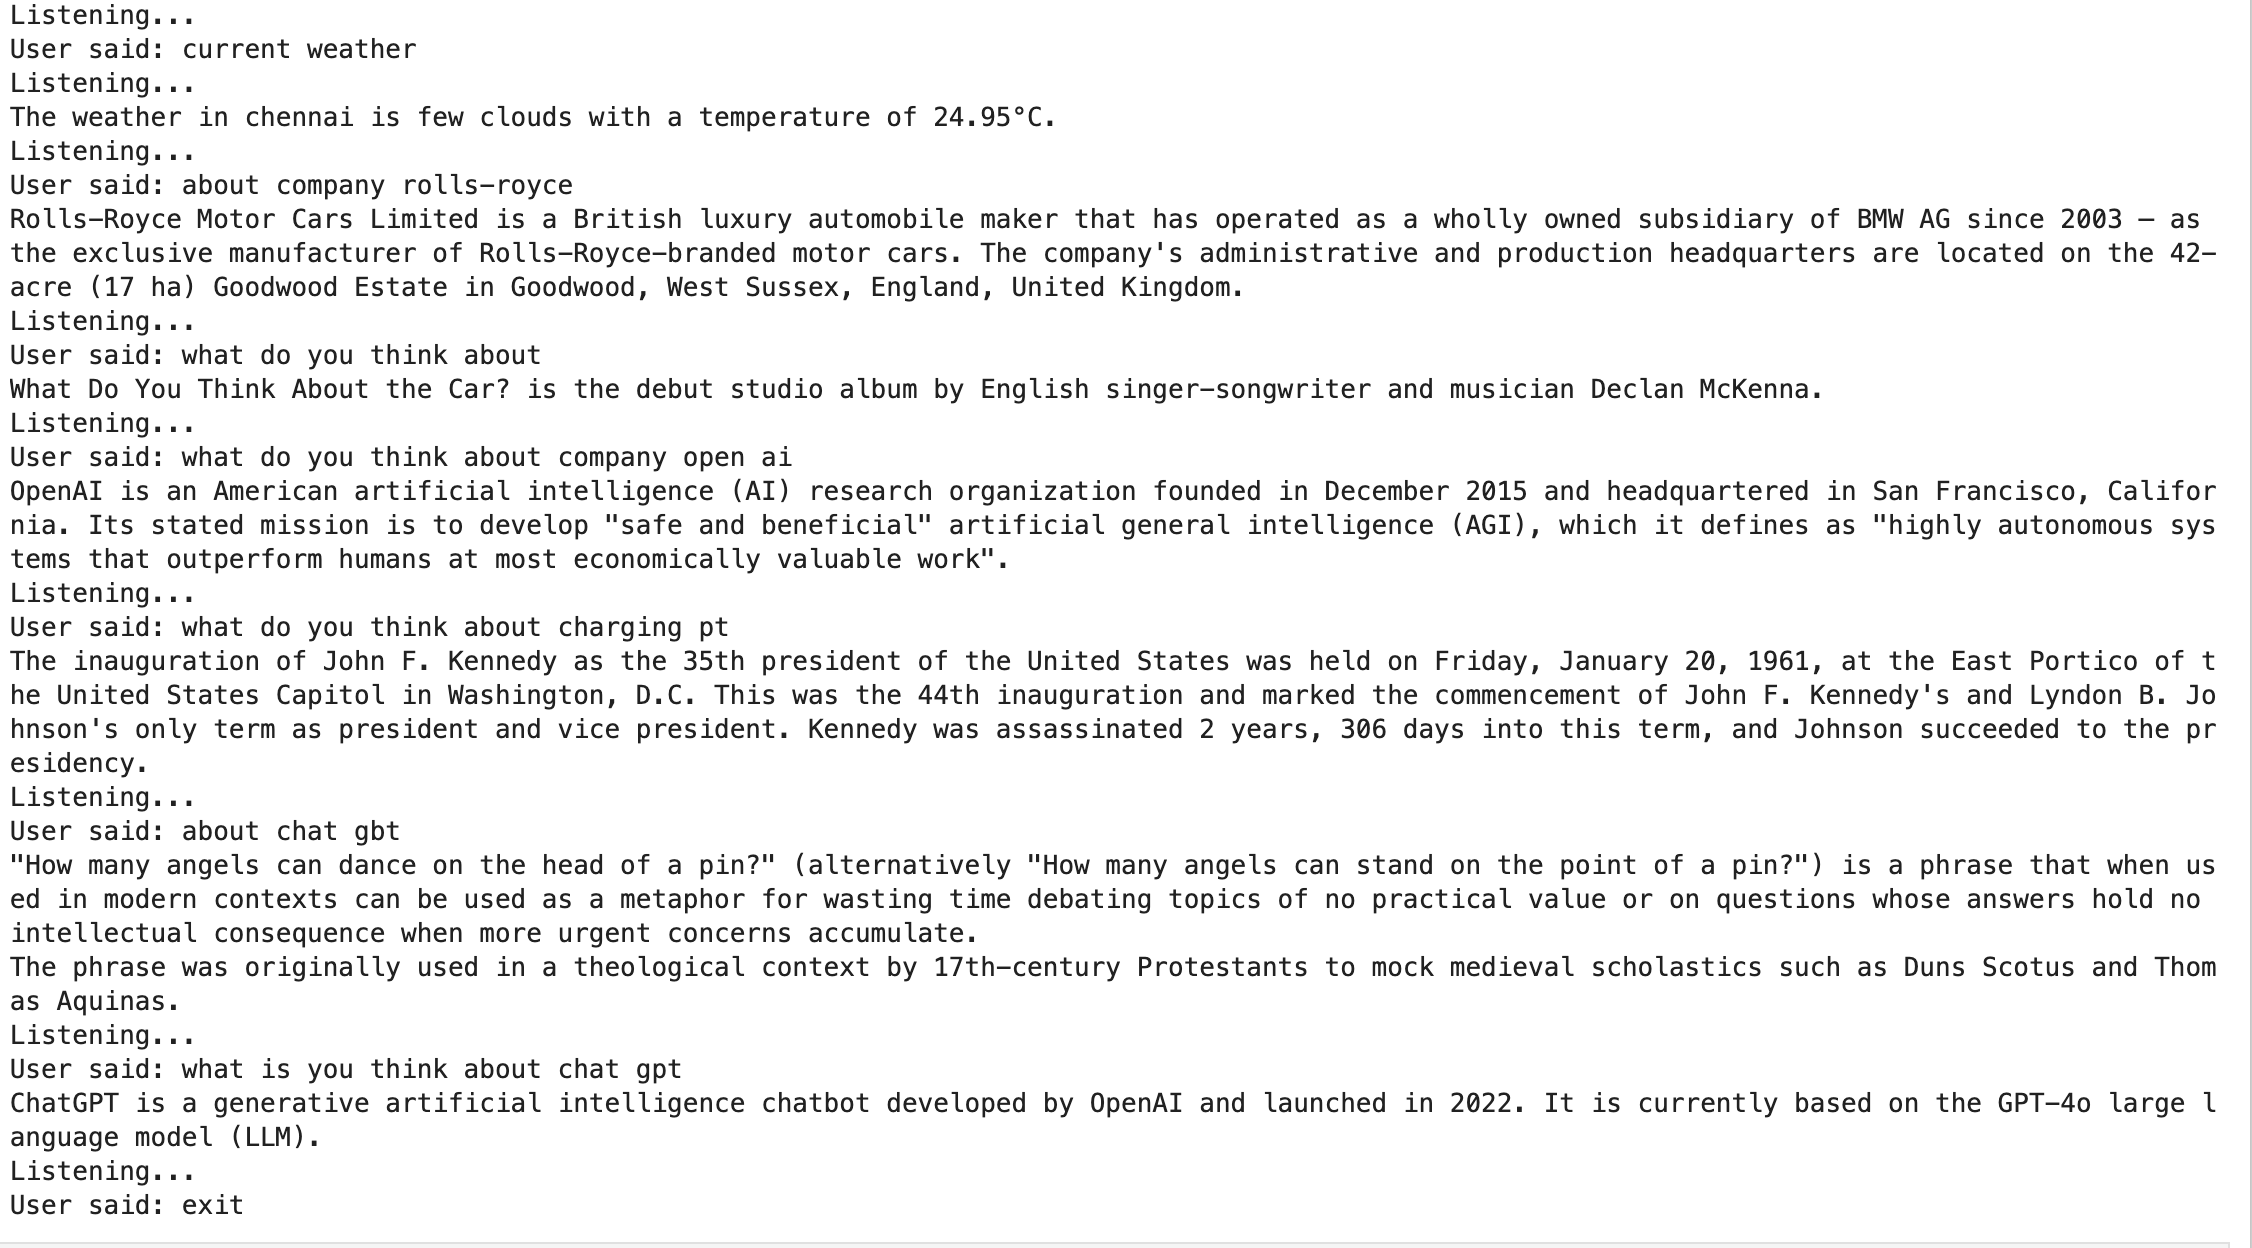 Listening...
User said: current weather
Listening...
The weather in chennai is few clouds with a temperature of 24.95°C.
Listening...
User said: about company rolls-royce
Rolls-Royce Motor Cars Limited is a British luxury automobile maker that has operated as a wholly owned subsidiary of BMW AG since 2003 – as
the exclusive manufacturer of Rolls-Royce-branded motor cars. The company's administrative and production headquarters are located on the 42-
acre (17 ha) Goodwood Estate in Goodwood, West Sussex, England, United Kingdom.
Listening...
User said: what do you think about
What Do You Think About the Car? is the debut studio album by English singer-songwriter and musician Declan McKenna.
Listening...
User said: what do you think about company open ai
OpenAI is an American artificial intelligence (AI) research organization founded in December 2015 and headquartered in San Francisco, Califor
nia. Its stated mission is to develop "safe and beneficial" artificial general intelligence (AGI), which it defines as "highly autonomous sys
tems that outperform humans at most economically valuable work".
Listening...
User said: what do you think about charging pt
The inauguration of John F. Kennedy as the 35th president of the United States was held on Friday, January 20, 1961, at the East Portico of t
he United States Capitol in Washington, D.C. This was the 44th inauguration and marked the commencement of John F. Kennedy's and Lyndon B. Jo
hnson's only term as president and vice president. Kennedy was assassinated 2 years, 306 days into this term, and Johnson succeeded to the pr
esidency.
Listening...
User said: about chat gbt
"How many angels can dance on the head of a pin?" (alternatively "How many angels can stand on the point of a pin?") is a phrase that when us
ed in modern contexts can be used as a metaphor for wasting time debating topics of no practical value or on questions whose answers hold no
intellectual consequence when more urgent concerns accumulate.
The phrase was originally used in a theological context by 17th-century Protestants to mock medieval scholastics such as Duns Scotus and Thom
as Aquinas.
Listening...
User said: what is you think about chat gpt
ChatGPT is a generative artificial intelligence chatbot developed by OpenAI and launched in 2022. It is currently based on the GPT-4o large l
anguage model (LLM).
Listening...
User said: exit